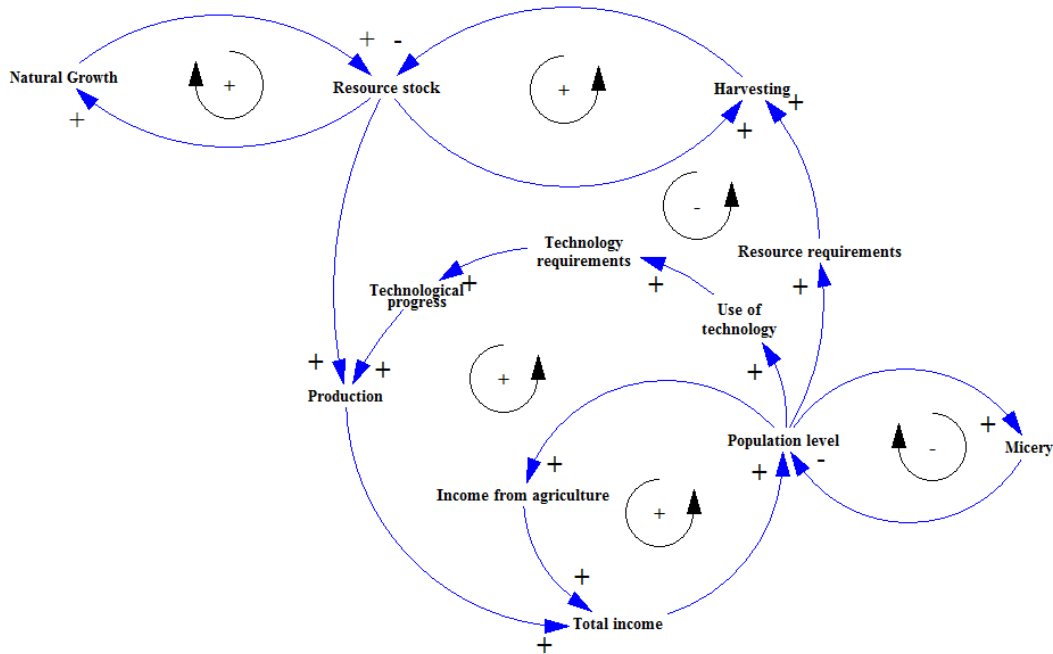 + -
Natural Growth
+
Resource stock
+
Harvesting
+
+
+
-
Technology
requirements
Resource requirements
+
+
+
Technological
progress
Use of
technology
+
+
+
+
Production
Population level
+
-
+
-
Micery
+
Income from agriculture
+
+
Total income
+